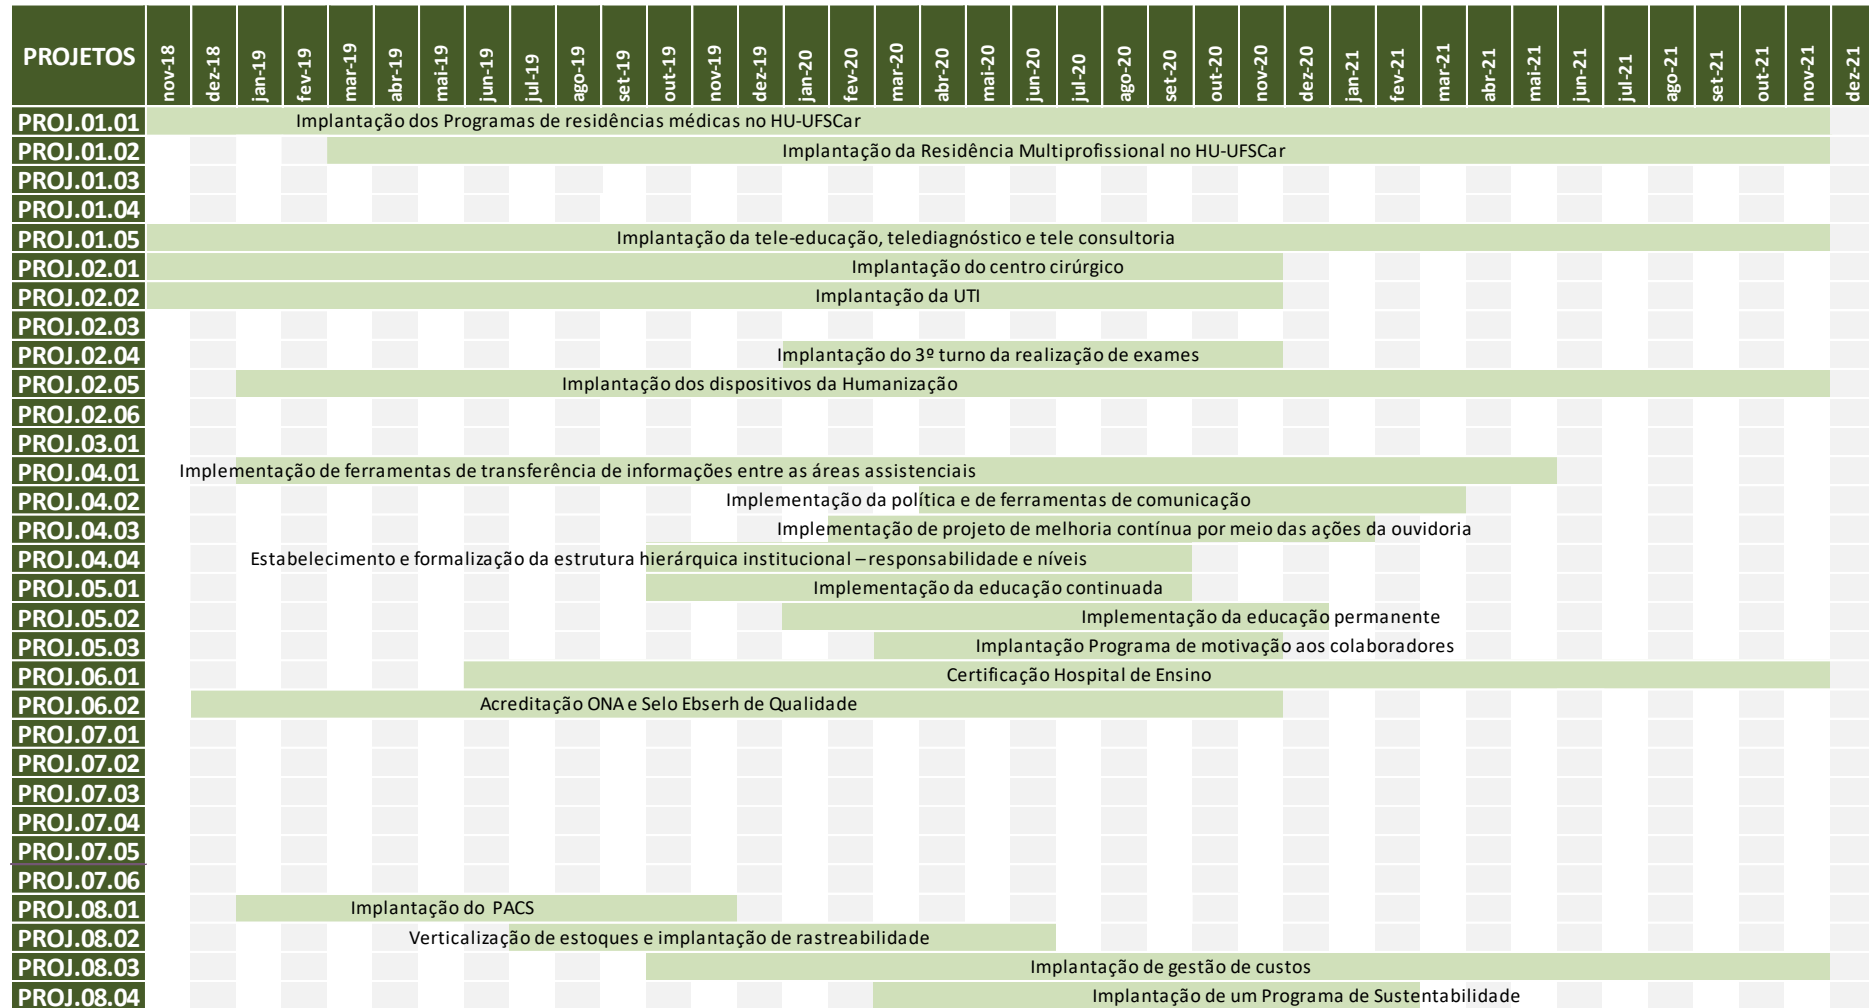 PROJETOS nov-18 dez-18 jan-19 fev-19 mar-19 abr-19 mai-19 jun-19 jul-19 ago-19 set-19 out-19 nov-19 dez-19 jan-20 fev-20 mar-20 abr-20 mai-20 jun-20 jul-20 ago-20 set-20 out-20 nov-20 dez-20 jan-21 fev-21 mar-21 abr-21 mai-21 jun-21 jul-21 ago-21 set-21 out-21 nov-21 dez-21
PROJ.01.01 Implantação dos Programas de residências médicas no HU-UFSCar
PROJ.01.02 Implantação da Residência Multiprofissional no HU-UFSCar
PROJ.01.03
PROJ.01.04
PROJ.01.05 Implantação da tele-educação, telediagnóstico e tele consultoria
PROJ.02.01 Implantação do centro cirúrgico
PROJ.02.02 Implantação da UTI
PROJ.02.03
PROJ.02.04 Implantação do 3º turno da realização de exames
PROJ.02.05 Implantação dos dispositivos da Humanização
PROJ.02.06
PROJ.03.01
PROJ.04.01 Implementação de ferramentas de transferência de informações entre as áreas assistenciais
PROJ.04.02 Implementação da política e de ferramentas de comunicação
PROJ.04.03 Implementação de projeto de melhoria contínua por meio das ações da ouvidoria
PROJ.04.04 Estabelecimento e formalização da estrutura hierárquica institucional – responsabilidade e níveis
PROJ.05.01 Implementação da educação continuada
PROJ.05.02 Implementação da educação permanente
PROJ.05.03 Implantação Programa de motivação aos colaboradores
PROJ.06.01 Certificação Hospital de Ensino
PROJ.06.02 Acreditação ONA e Selo Ebserh de Qualidade
PROJ.07.01
PROJ.07.02
PROJ.07.03
PROJ.07.04
PROJ.07.05
PROJ.07.06
PROJ.08.01 Implantação do PACS
PROJ.08.02 Verticalização de estoques e implantação de rastreabilidade
PROJ.08.03 Implantação de gestão de custos
PROJ.08.04 Implantação de um Programa de Sustentabilidade